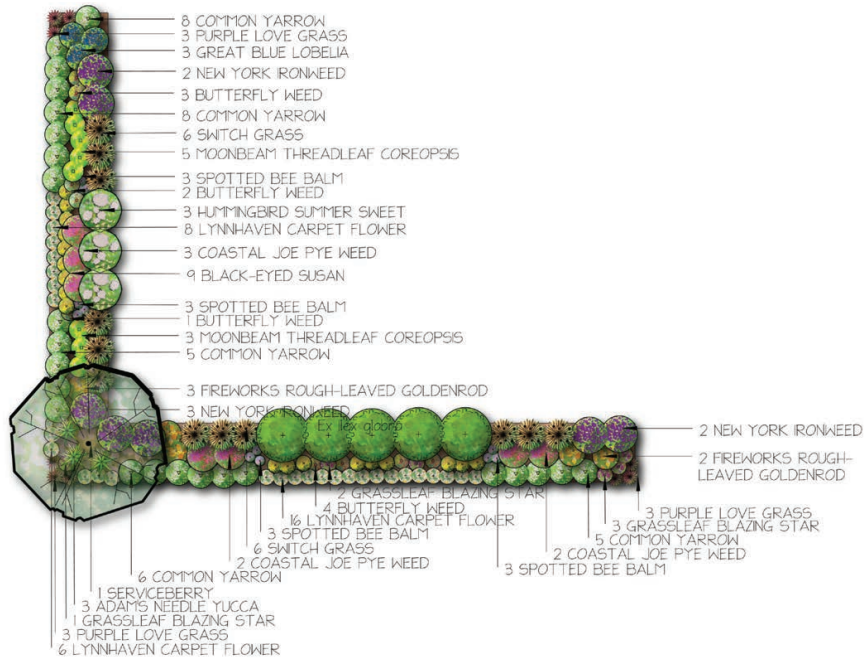 8 COMMON YARROW
3 PURPLE LOVE GRASS
3 GREAT BLUE LOBELIA
2 NEW YORK IRONWEED
3 BUTTERFLY WEED
8 COMMON YARROW
6 SWITCH GRASS
5 MOONBEAM THREADLEAF COREOPSIS
3 SPOTTED BEE BALM
2 BUTTERFLY WEED
3 HUMMINGBIRD SUMMER SWEET
8 LYNNHAVEN CARPET FLOWER
3 COASTAL JOE PYE WEED
9 BLACK-EYED SUSAN
3 SPOTTED BEE BALM
1 BUTTERFLY WEED
3 MOONBEAM THREADLEAF COREOPSIS
5 COMMON YARROW
3 FIREWORKS ROUGH-LEAVED GOLDENROD
3 NEW YORK IRONWEED
Ex Ilex glabra
2 NEW YORK IRONWEED
2 FIREWORKS ROUGH-
LEAVED GOLDENROD
2 GRASSLEAF BLAZING STAR
4 BUTTERFLY WEED
16 LYNNHAVEN CARPET FLOWER
3 SPOTTED BEE BALM
6 SWITCH GRASS
2 COASTAL JOE PYE WEED
3 PURPLE LOVE GRASS
3 GRASSLEAF BLAZING STAR
5 COMMON YARROW
2 COASTAL JOE PYE WEED
3 SPOTTED BEE BALM
6 COMMON YARROW
1 SERVICEBERRY
3 ADAM'S NEEDLE YUCCA
1 GRASSLEAF BLAZING STAR
3 PURPLE LOVE GRASS
6 LYNNHAVEN CARPET FLOWER